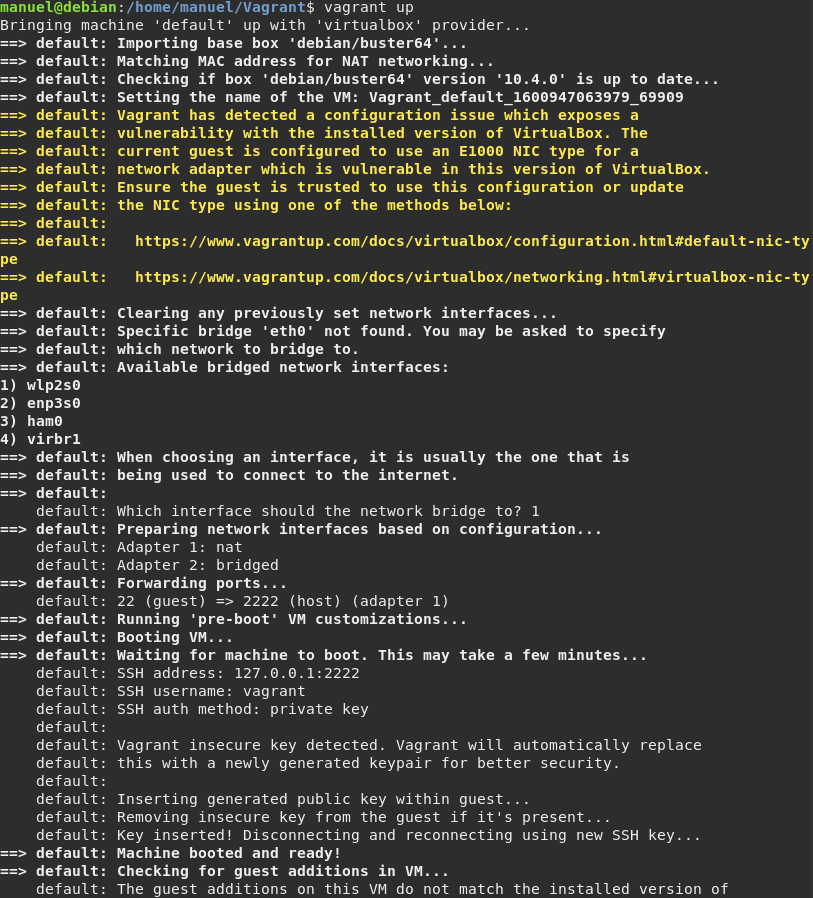 manuel@debian:/home/manuel/Vagrant$ vagrant up
Bringing machine 'default' up with 'virtualbox' provider...
==> default: Importing base box 'debian/buster64'...
==> default: Matching MAC address for NAT networking...
==> default: Checking if box 'debian/buster64' version '10.4.0' is up to date...
==> default: Setting the name of the VM: Vagrant_default_1600947063979_69909
==> default: Vagrant has detected a configuration issue which exposes a
==> default: vulnerability with the installed version of VirtualBox. The
==> default: current guest is configured to use an E1000 NIC type for a
==> default: network adapter which is vulnerable in this version of VirtualBox.
==> default: Ensure the guest is trusted to use this configuration or update
==> default: the NIC type using one of the methods below:
==> default:
==> default:   https://www.vagrantup.com/docs/virtualbox/configuration.html#default-nic-ty
pe
==> default:   https://www.vagrantup.com/docs/virtualbox/networking.html#virtualbox-nic-ty
pe
==> default: Clearing any previously set network interfaces...
==> default: Specific bridge 'eth0' not found. You may be asked to specify
==> default: which network to bridge to.
==> default: Available bridged network interfaces:
1) wlp2s0
2) enp3s0
3) ham0
4) virbr1
==> default: When choosing an interface, it is usually the one that is
==> default: being used to connect to the internet.
==> default:
    default: Which interface should the network bridge to? 1
==> default: Preparing network interfaces based on configuration...
    default: Adapter 1: nat
    default: Adapter 2: bridged
==> default: Forwarding ports...
    default: 22 (guest) => 2222 (host) (adapter 1)
==> default: Running 'pre-boot' VM customizations...
==> default: Booting VM...
==> default: Waiting for machine to boot. This may take a few minutes...
    default: SSH address: 127.0.0.1:2222
    default: SSH username: vagrant
    default: SSH auth method: private key
    default:
    default: Vagrant insecure key detected. Vagrant will automatically replace
    default: this with a newly generated keypair for better security.
    default:
    default: Inserting generated public key within guest...
    default: Removing insecure key from the guest if it's present...
    default: Key inserted! Disconnecting and reconnecting using new SSH key...
==> default: Machine booted and ready!
==> default: Checking for guest additions in VM...
    default: The guest additions on this VM do not match the installed version of